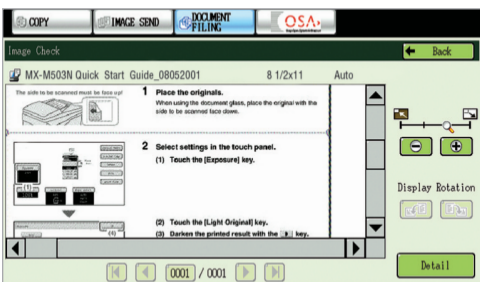 COPY
IMAGE SEND
DOCUMENT
FILING
OSA
Image Check
Back
MX-M503N Quick Start Guide_08052001 8 1/2x11 Auto
The side to be scanned must be face up!
1 Place the originals.
When using the document glass, place the original with the
side to be scanned face down.
2 Select settings in the touch panel.
(1) Touch the [Exposure] key.
(1)
(2) Touch the [Light Original] key.
(3) Darken the printed result with the key.
Display Rotation
0001 / 0001
Detail